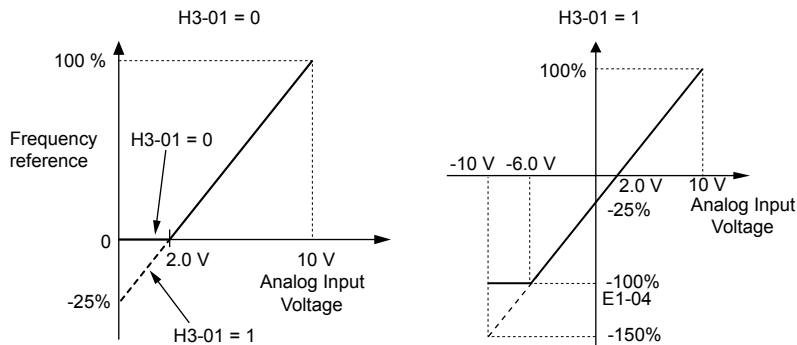 H3-01 = 0
100 %
Frequency
reference
H3-01 = 0
0
2.0 V
10 V
Analog Input
Voltage
-25%
H3-01 = 1
H3-01 = 1
100%
-10 V
-6.0 V
2.0 V
10 V
Analog Input
Voltage
-25%
-100%
E1-04
-150%